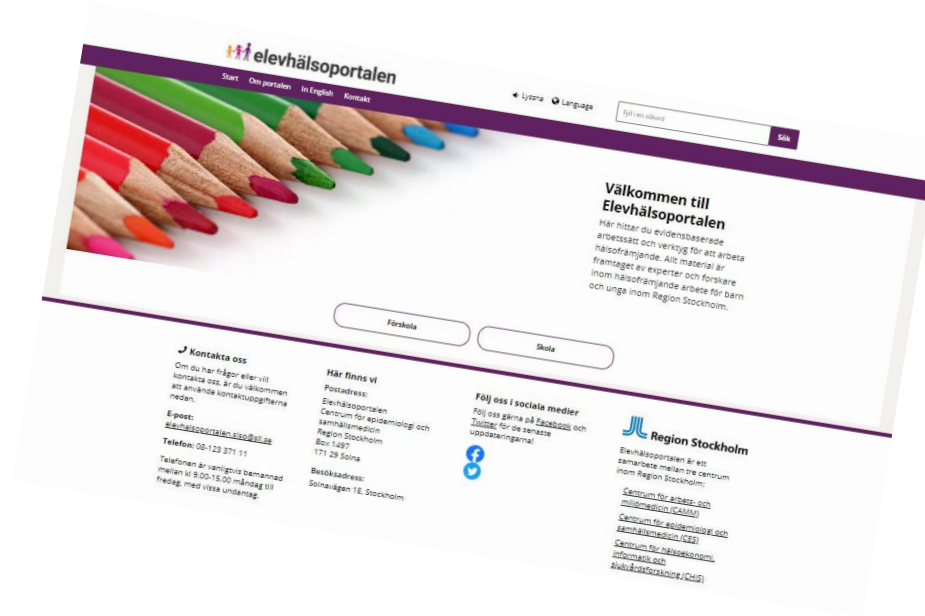 elevhälsoportalen
Start Om portalen In English Kontakt
Lyssna Language
Fyll i ett sökord
Sök
Välkommen till
Elevhälsoportalen
Här hittar du evidensbaserade
arbetssätt och verktyg för att arbeta
hälsofrämjande. Allt material är
framtaget av experter och forskare
inom hälsofrämjande arbete för barn
och unga inom Region Stockholm.
Förskola
Skola
Kontakta oss
Om du har frågor eller vill
kontakta oss, är du välkommen
att använda kontaktuppgifterna
nedan.
E-post:
elevhalsoportalen.slso@sll.se
Telefon: 08-123 371 11
Telefonen är vanligtvis bemannad
mellan kl 9.00-15.00 måndag till
fredag, med vissa undantag.
Här finns vi
Postadress:
Elevhälsoportalen
Centrum för epidemiologi och
samhällsmedicin
Region Stockholm
Box 1497
171 29 Solna
Besöksadress:
Solnavägen 1E, Stockholm
Följ oss i sociala medier
Följ oss gärna på Facebook och
Twitter för de senaste
uppdateringarna!
Region Stockholm
Elevhälsoportalen är ett
samarbete mellan tre centrum
inom Region Stockholm:
Centrum för arbets- och
miljömedicin (CAMM)
Centrum för epidemiologi och
samhällsmedicin (CES)
Centrum för hälsoekonomi,
informatik och
sjukvårdsforskning (CHIS)